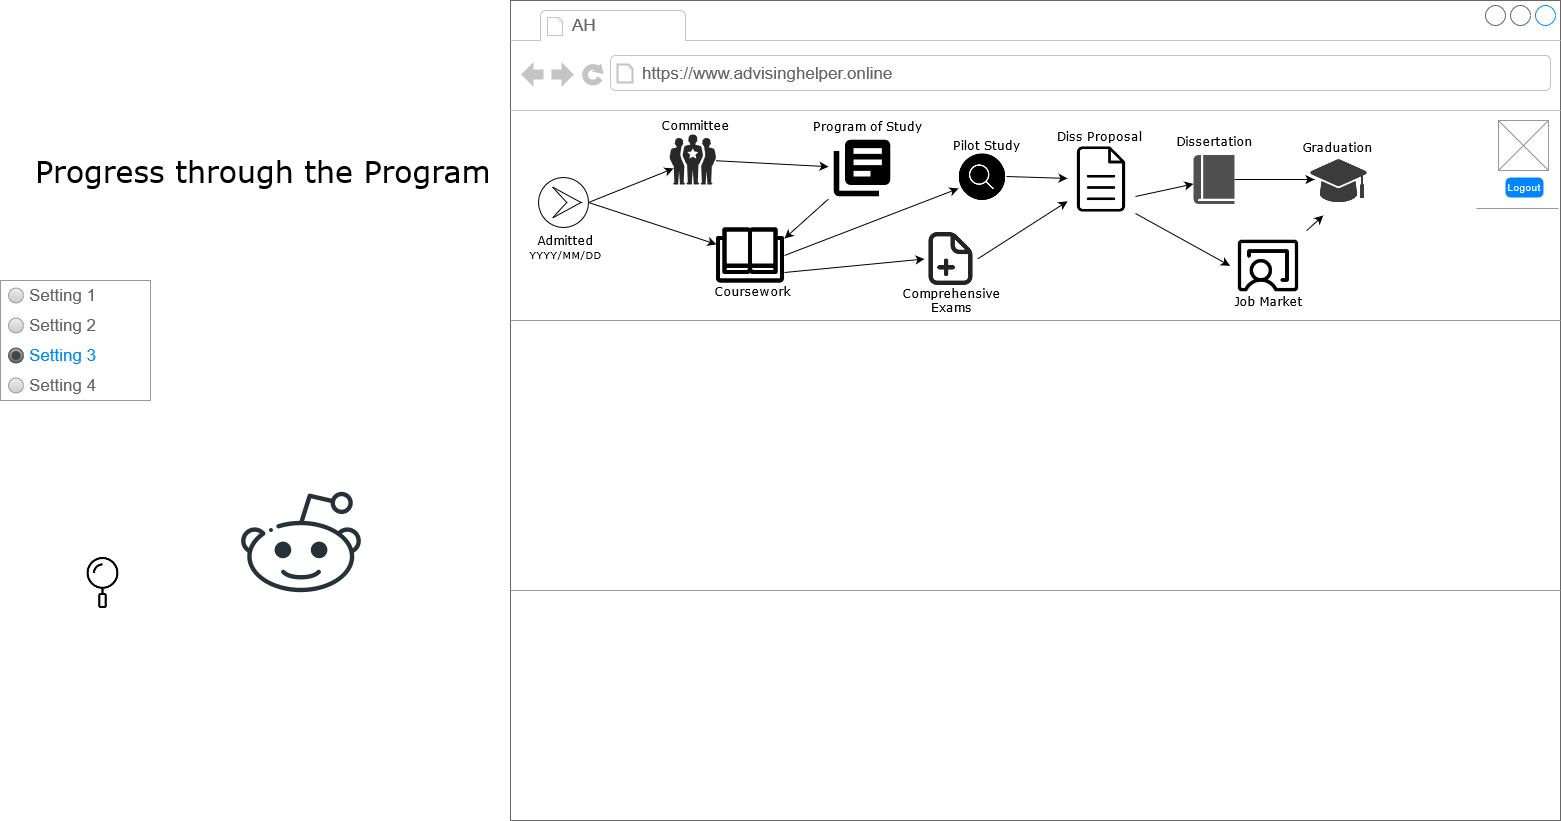 AH
https://www.advisinghelper.online
Progress through the Program
Committee
Program of Study
Pilot Study
Diss Proposal
Dissertation
Graduation
Logout
Admitted
YYYY/MM/DD
Coursework
Comprehensive
Exams
Job Market
Setting 1
Setting 2
Setting 3
Setting 4